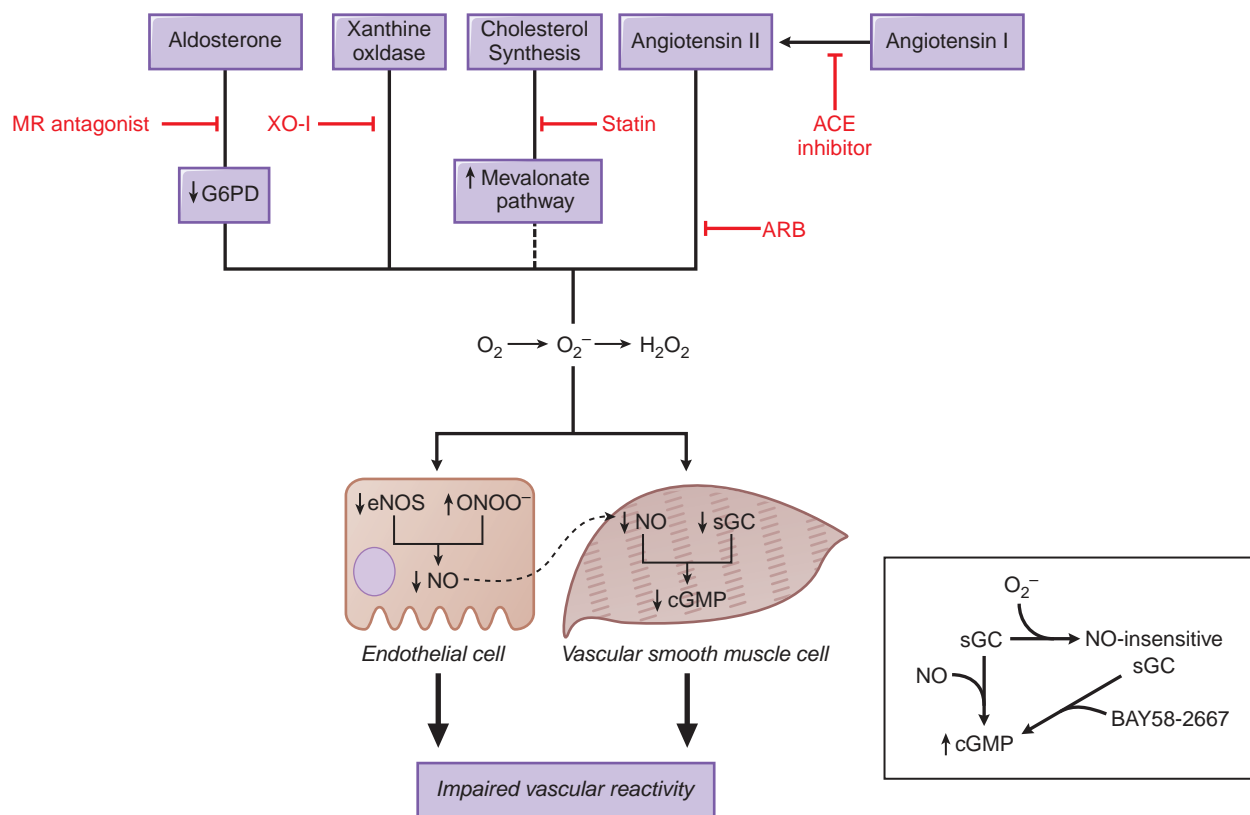 Aldosterone
Xanthine
oxldase
Cholesterol
Synthesis
Angiotensin II
Angiotensin I
MR antagonist
XO-I
Statin
ACE
inhibitor
↓G6PD
↑ Mevalonate
pathway
ARB
O₂ → O₂⁻ → H₂O₂
↓eNOS
↑ONOO⁻
↓NO
↓NO
↓sGC
↓cGMP
Endothelial cell
Vascular smooth muscle cell
Impaired vascular reactivity
O₂⁻
sGC
NO-insensitive
sGC
NO
BAY58-2667
↑cGMP